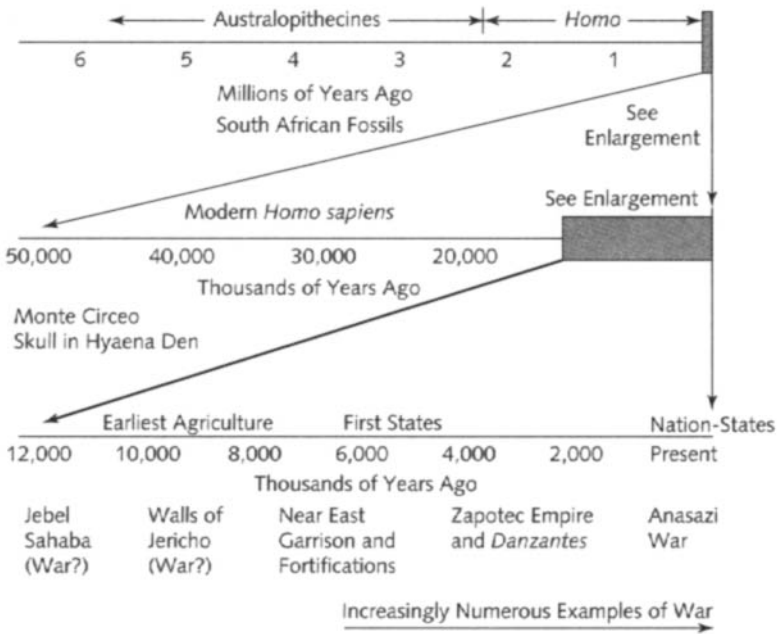 Australopithecines Homo
6 5 4 3 2 1
Millions of Years Ago
South African Fossils
See
Enlargement
Modern Homo sapiens See Enlargement
50,000 40,000 30,000 20,000
Thousands of Years Ago
Monte Circeo
Skull in Hyaena Den
Earliest Agriculture First States Nation-States
12,000 10,000 8,000 6,000 4,000 2,000 Present
Thousands of Years Ago
Jebel Walls of Near East Zapotec Empire Anasazi
Sahaba Jericho Garrison and and Danzantes War
(War?) (War?) Fortifications
Increasingly Numerous Examples of War